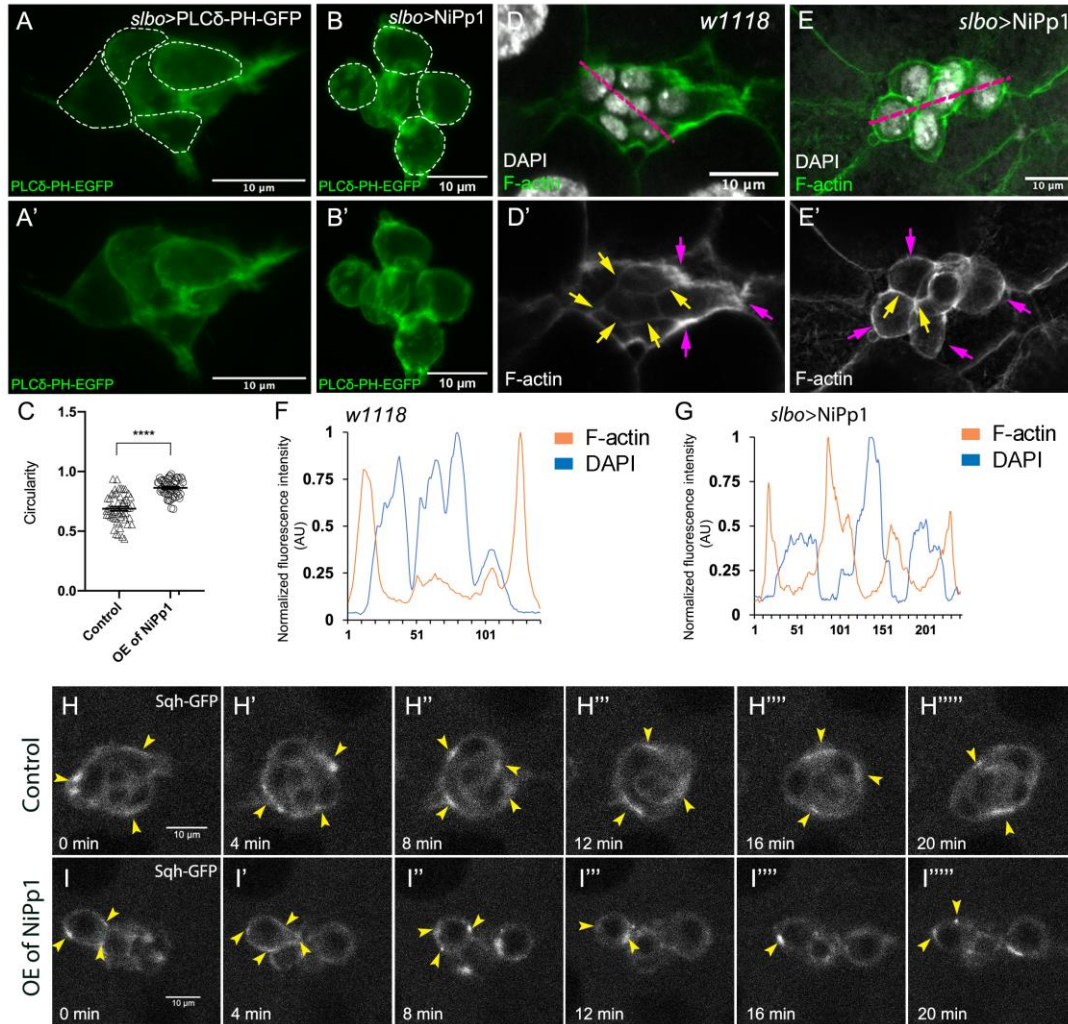 A
slbo>PLCδ-PH-GFP
PLCδ-PH-EGFP
10 μm
B
slbo>NiPp1
PLCδ-PH-EGFP
10 μm
D
w1118
DAPI
F-actin
10 μm
E
slbo>NiPp1
DAPI
F-actin
10 μm
A'
PLCδ-PH-EGFP
10 μm
B'
PLCδ-PH-EGFP
10 μm
D'
F-actin
E'
F-actin
C
1.5
1.0
0.5
0.0
Circularity
****
Control
OE of NiPp1
F
w1118
F-actin
DAPI
Normalized fluorescence intensity
(AU)
1
0.75
0.5
0.25
0
1 51 101
G
slbo>NiPp1
F-actin
DAPI
Normalized fluorescence intensity
(AU)
1
0.75
0.5
0.25
0
1 51 101 151 201
Control
H
Sqh-GFP
0 min
10 μm
H'
4 min
H''
8 min
H'''
12 min
H''''
16 min
H'''''
20 min
OE of NiPp1
I
Sqh-GFP
0 min
10 μm
I'
4 min
I''
8 min
I'''
12 min
I''''
16 min
I'''''
20 min